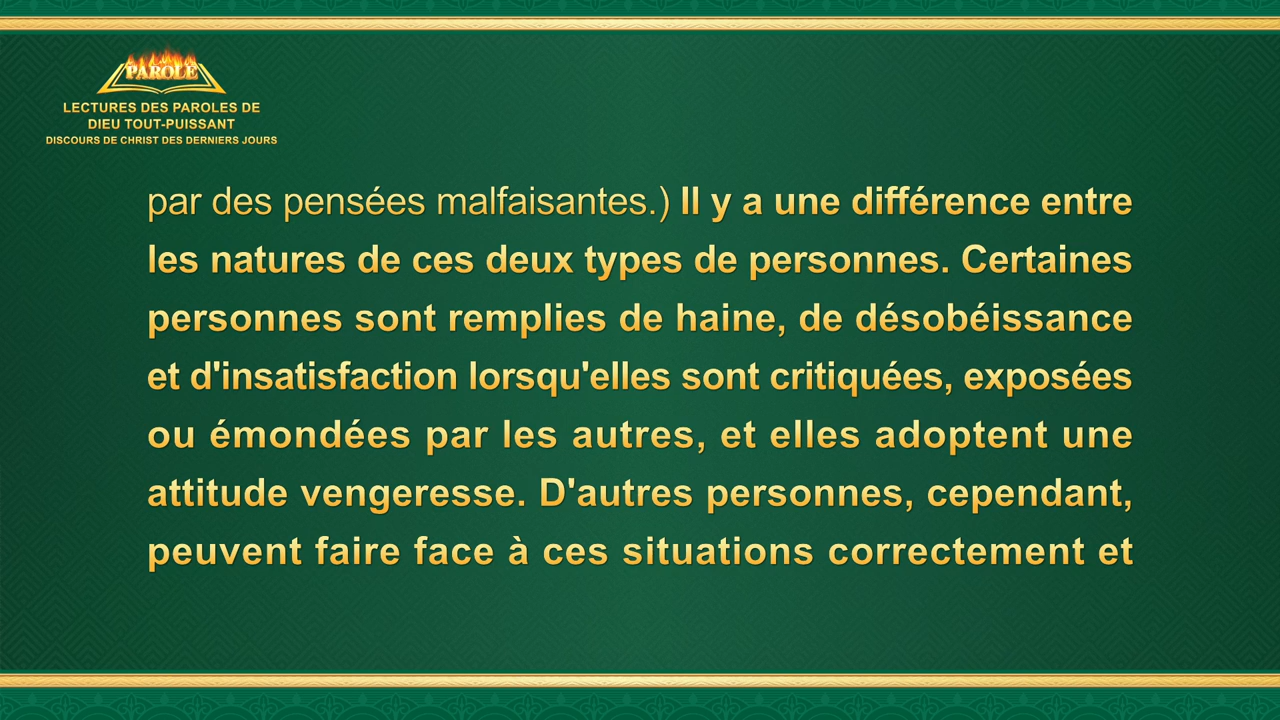 PAROLE
LECTURES DES PAROLES DE
DIEU TOUT-PUISSANT
DISCOURS DE CHRIST DES DERNIERS JOURS
par des pensées malfaisantes.) Il y a une différence entre
les natures de ces deux types de personnes. Certaines
personnes sont remplies de haine, de désobéissance
et d'insatisfaction lorsqu'elles sont critiquées, exposées
ou émondées par les autres, et elles adoptent une
attitude vengeresse. D'autres personnes, cependant,
peuvent faire face à ces situations correctement et